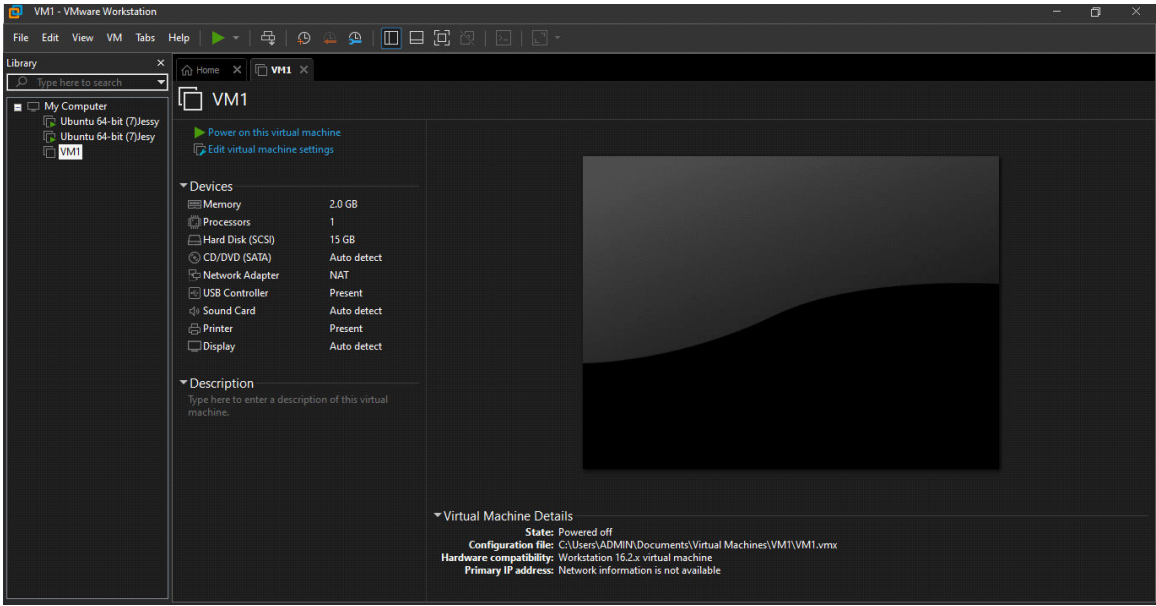 VM1 - VMware Workstation
File Edit View VM Tabs Help
Library
Type here to search
My Computer
Ubuntu 64-bit (7)Jessy
Ubuntu 64-bit (7)Jesy
VM1
Home
VM1
VM1
Power on this virtual machine
Edit virtual machine settings
Devices
Memory 2.0 GB
Processors 1
Hard Disk (SCSI) 15 GB
CD/DVD (SATA) Auto detect
Network Adapter NAT
USB Controller Present
Sound Card Auto detect
Printer Present
Display Auto detect
Description
Type here to enter a description of this virtual
machine.
Virtual Machine Details
State: Powered off
Configuration file: C:\Users\ADMIN\Documents\Virtual Machines\VM1\VM1.vmx
Hardware compatibility: Workstation 16.2.x virtual machine
Primary IP address: Network information is not available